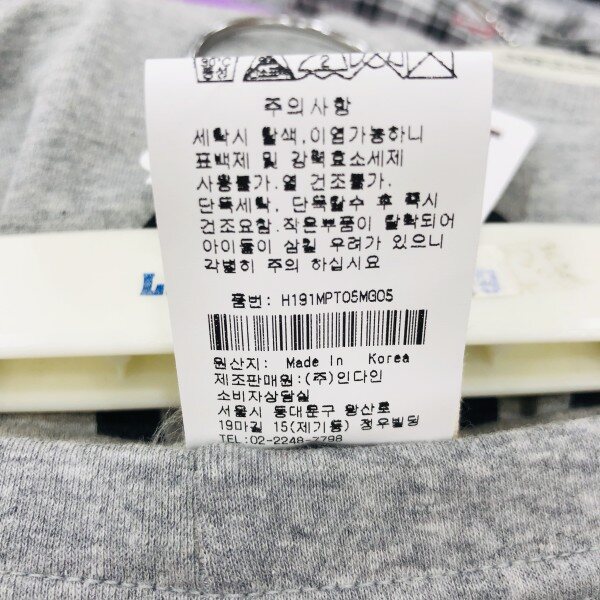 30°C
중성
2
주의사항
세탁시 탈색,이염가능하니
표백제 및 강력효소세제
사용불가.열 건조불가.
단독세탁, 단독탈수 후 즉시
건조요함.작은부품이 탈락되어
아이들이 삼킬 우려가 있으니
각별히 주의 하십시요
품번: H191MPT05MG05
원산지: Made In Korea
제조판매원:(주)인다인
소비자상담실
서울시 동대문구 왕산로
19마길 15(제기동) 정우빌딩
TEL:02-2248-7798